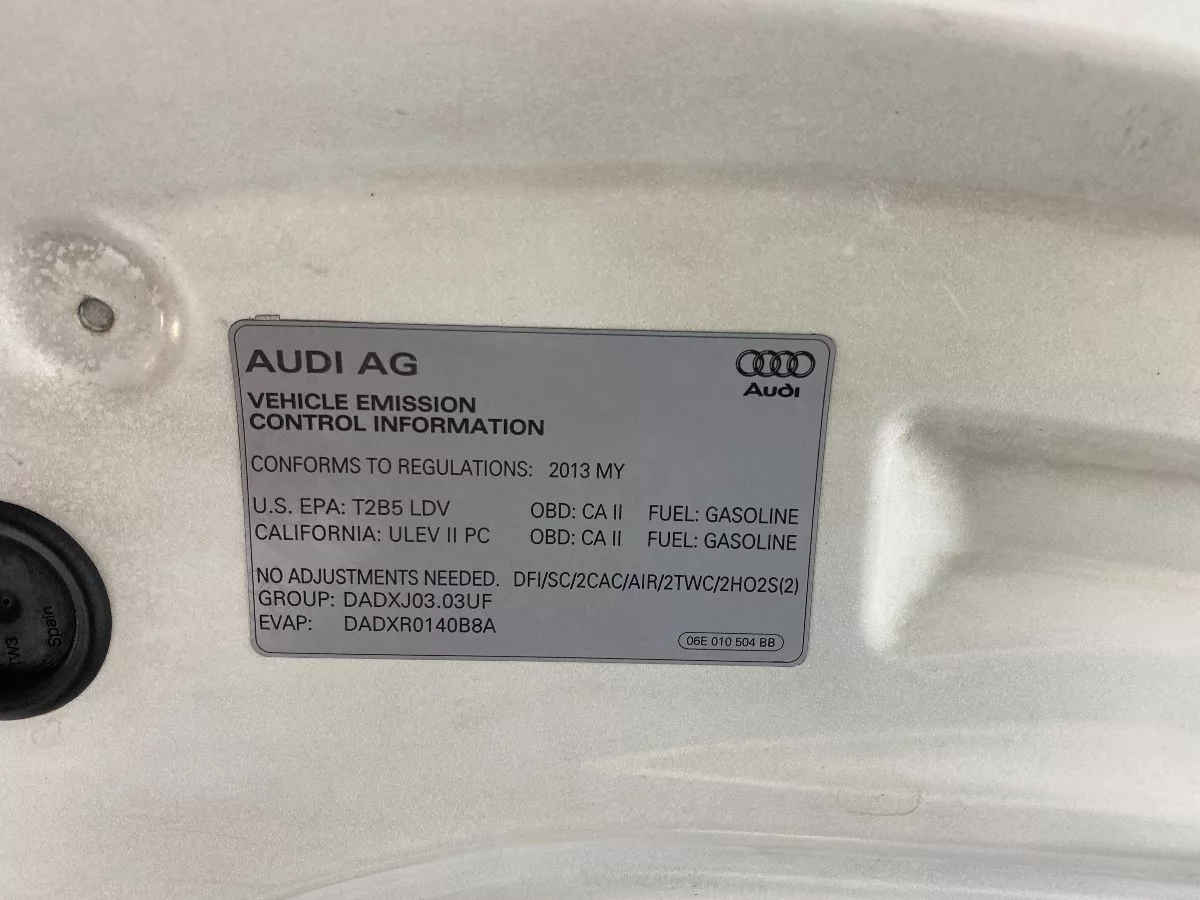 AUDI AG
Audi
VEHICLE EMISSION
CONTROL INFORMATION
CONFORMS TO REGULATIONS: 2013 MY
U.S. EPA: T2B5 LDV OBD: CA II FUEL: GASOLINE
CALIFORNIA: ULEV II PC OBD: CA II FUEL: GASOLINE
NO ADJUSTMENTS NEEDED. DFI/SC/2CAC/AIR/2TWC/2HO2S(2)
GROUP: DADXJ03.03UF
EVAP: DADXR0140B8A
06E 010 504 BB
Spain